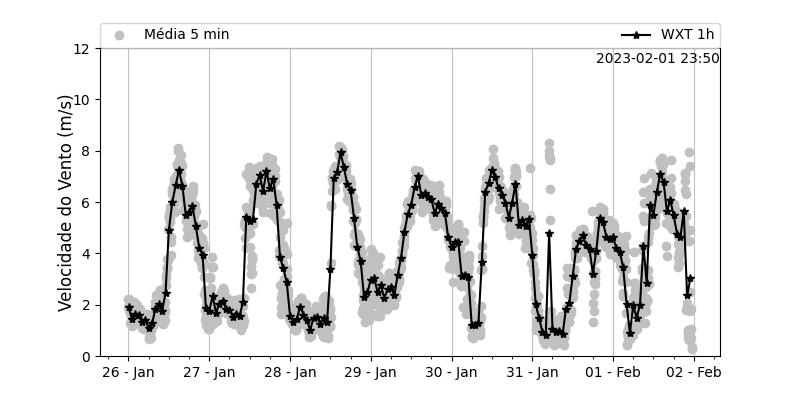 Média 5 min WXT 1h
2023-02-01 23:50
Velocidade do Vento (m/s)
12
10
8
6
4
2
0
26 - Jan 27 - Jan 28 - Jan 29 - Jan 30 - Jan 31 - Jan 01 - Feb 02 - Feb